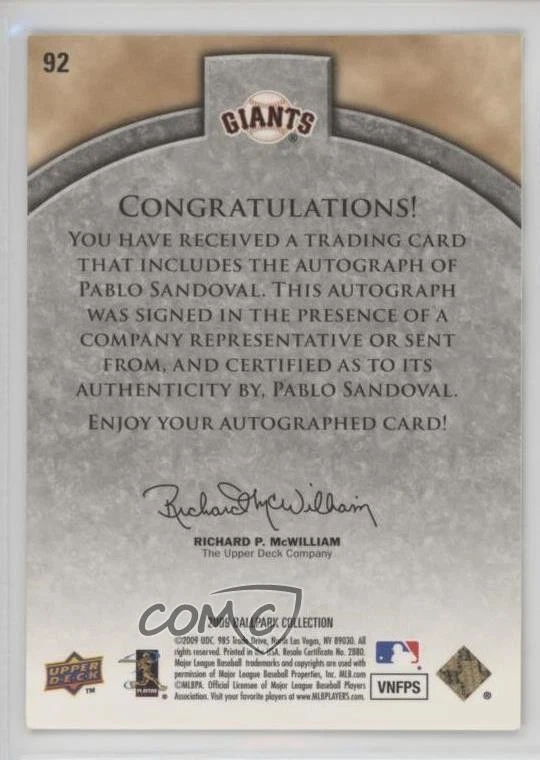 92
GIANTS
®
CONGRATULATIONS!
YOU HAVE RECEIVED A TRADING CARD
THAT INCLUDES THE AUTOGRAPH OF
PABLO SANDOVAL. THIS AUTOGRAPH
WAS SIGNED IN THE PRESENCE OF A
COMPANY REPRESENTATIVE OR SENT
FROM, AND CERTIFIED AS TO ITS
AUTHENTICITY BY, PABLO SANDOVAL.
ENJOY YOUR AUTOGRAPHED CARD!
Richard McWilliam
RICHARD P. McWILLIAM
The Upper Deck Company
COMC
2009 BALLPARK COLLECTION
©2009 UDC. 985 Trade Drive, North Las Vegas, NV 89030. All
rights reserved. Printed in the USA. Resale Certificate No. 2880.
Major League Baseball trademarks and copyrights are used with
permission of Major League Baseball Properties, Inc. MLB.com
©MLBPA. Official Licensee of Major League Baseball Players
Association. Visit your favorite players at www.MLBPLAYERS.com.
UPPER
DECK
TM
PLAYERS
VNFPS
®